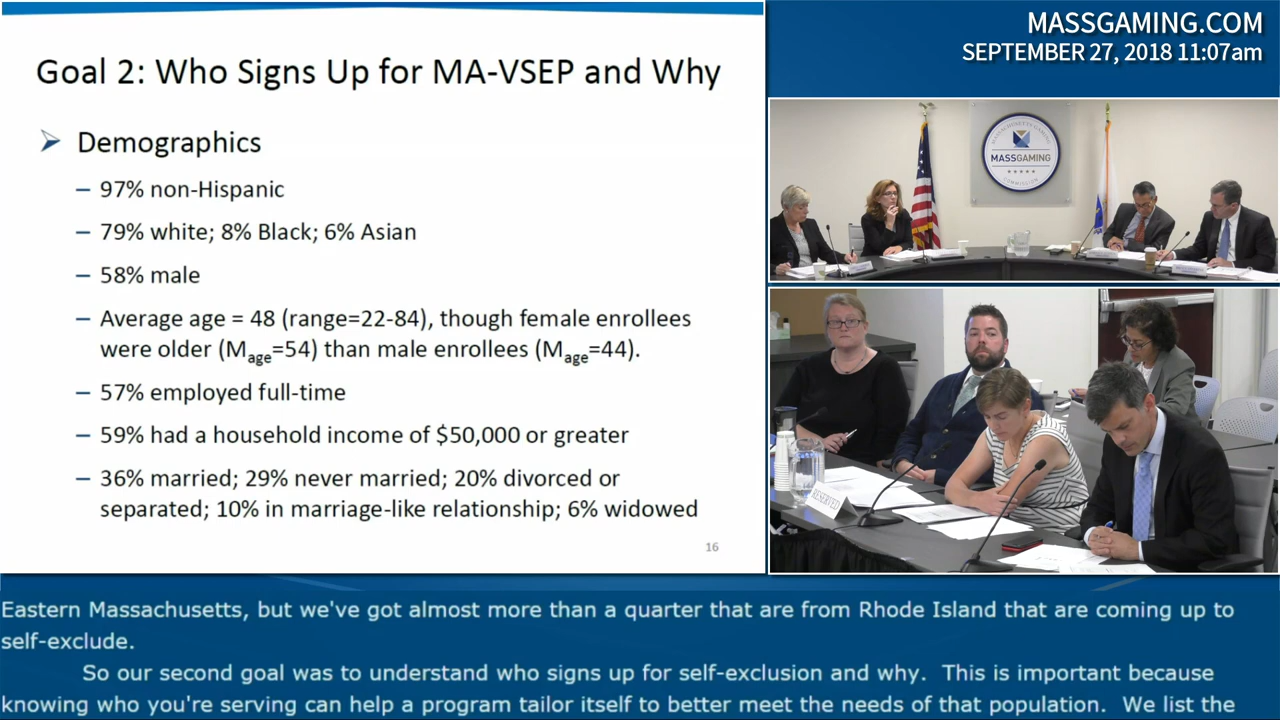 Goal 2: Who Signs Up for MA-VSEP and Why
➢ Demographics
– 97% non-Hispanic
– 79% white; 8% Black; 6% Asian
– 58% male
– Average age = 48 (range=22-84), though female enrollees
were older (Mage=54) than male enrollees (Mage=44).
– 57% employed full-time
– 59% had a household income of $50,000 or greater
– 36% married; 29% never married; 20% divorced or
separated; 10% in marriage-like relationship; 6% widowed
16
MASSGAMING.COM
SEPTEMBER 27, 2018 11:07am
MASSACHUSETTS GAMING
MASSGAMING
COMMISSION
RESERVED
Eastern Massachusetts, but we've got almost more than a quarter that are from Rhode Island that are coming up to
self-exclude.
So our second goal was to understand who signs up for self-exclusion and why.  This is important because
knowing who you're serving can help a program tailor itself to better meet the needs of that population.  We list the